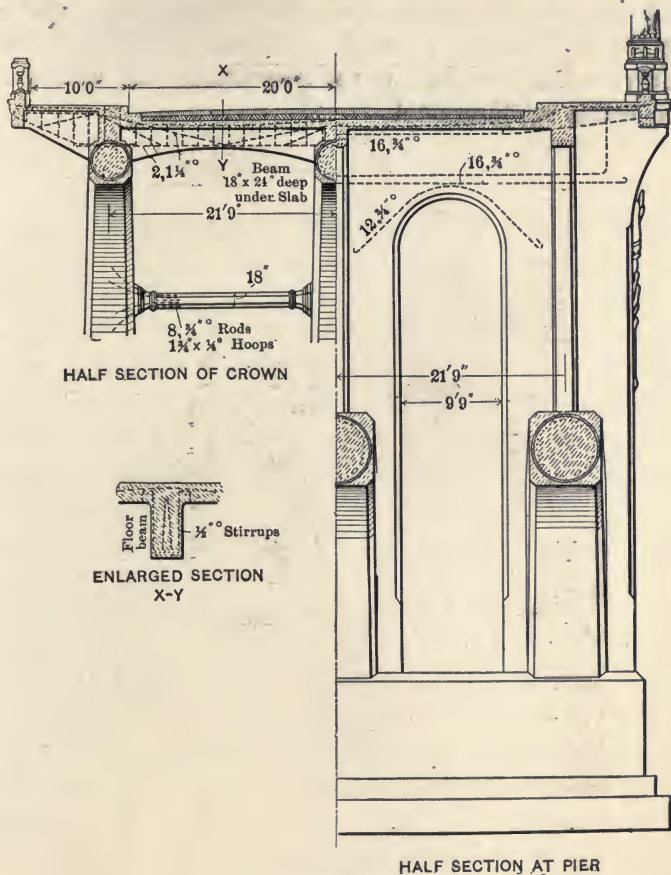 X
10'0"
20'0"
16, ¾"°
Y
2, 1¼"°
Beam
18" x 24" deep
under Slab
16, ¾"°
12, ¾"°
21'9"
18"
8, ¾"° Rods
1¾" x ⅛" Hoops
HALF SECTION OF CROWN
21'9"
9'9"
Floor
beam
½"° Stirrups
ENLARGED SECTION
X-Y
HALF SECTION AT PIER